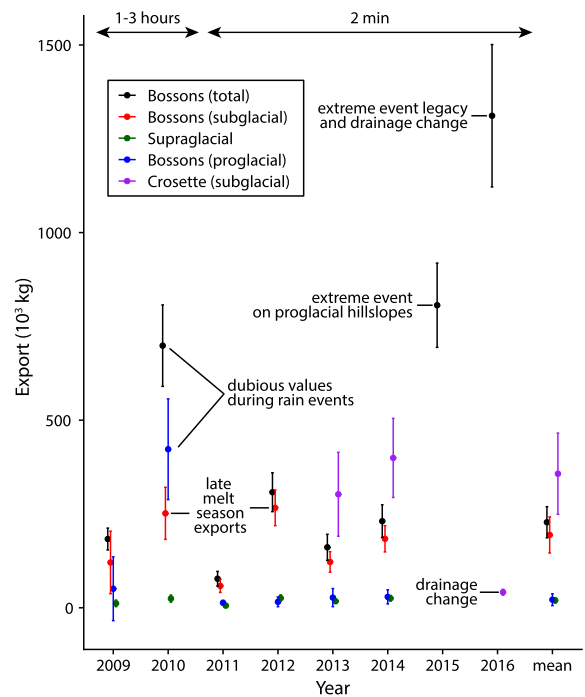 1-3 hours
2 min
1500
1000
500
0
Export (10³ kg)
Bossons (total)
Bossons (subglacial)
Supraglacial
Bossons (proglacial)
Crosette (subglacial)
extreme event legacy
and drainage change
extreme event
on proglacial hillslopes
dubious values
during rain events
late
melt
season
exports
drainage
change
2009
2010
2011
2012
2013
2014
2015
2016
mean
Year